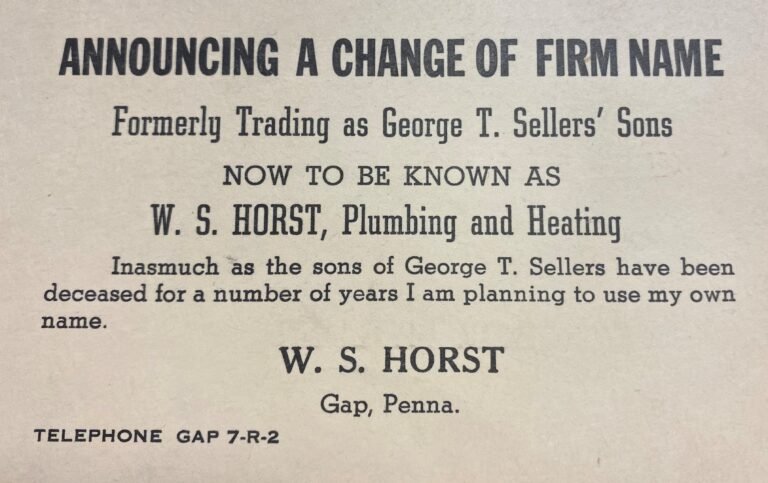 ANNOUNCING A CHANGE OF FIRM NAME
Formerly Trading as George T. Sellers' Sons
NOW TO BE KNOWN AS
W. S. HORST, Plumbing and Heating
Inasmuch as the sons of George T. Sellers have been
deceased for a number of years I am planning to use my own
name.
W. S. HORST
Gap, Penna.
TELEPHONE GAP 7-R-2